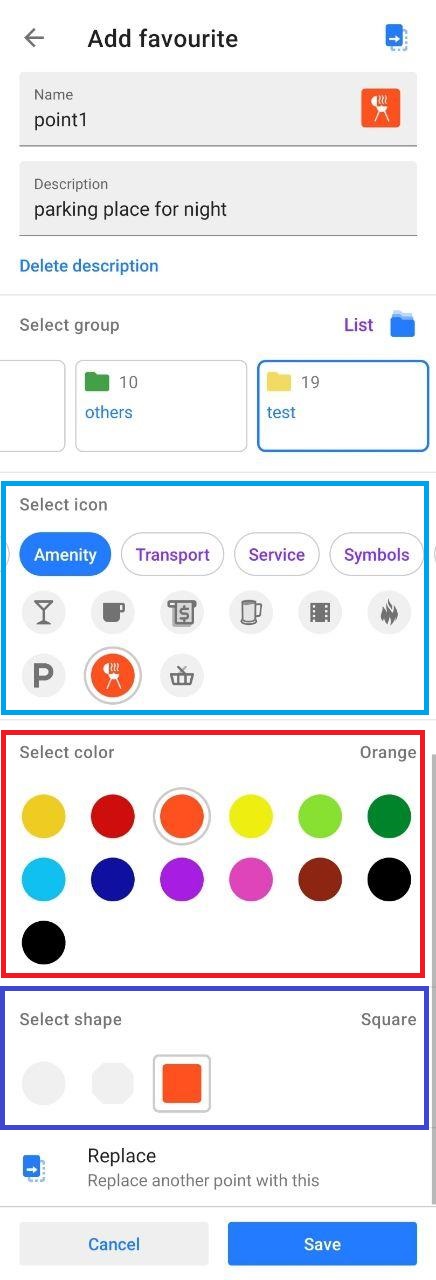 Add favourite
Name
point1
Description
parking place for night
Delete description
Select group List
10 19
others test
Select icon
Amenity Transport Service Symbols
P
Select color Orange
Select shape Square
Replace
Replace another point with this
Cancel Save